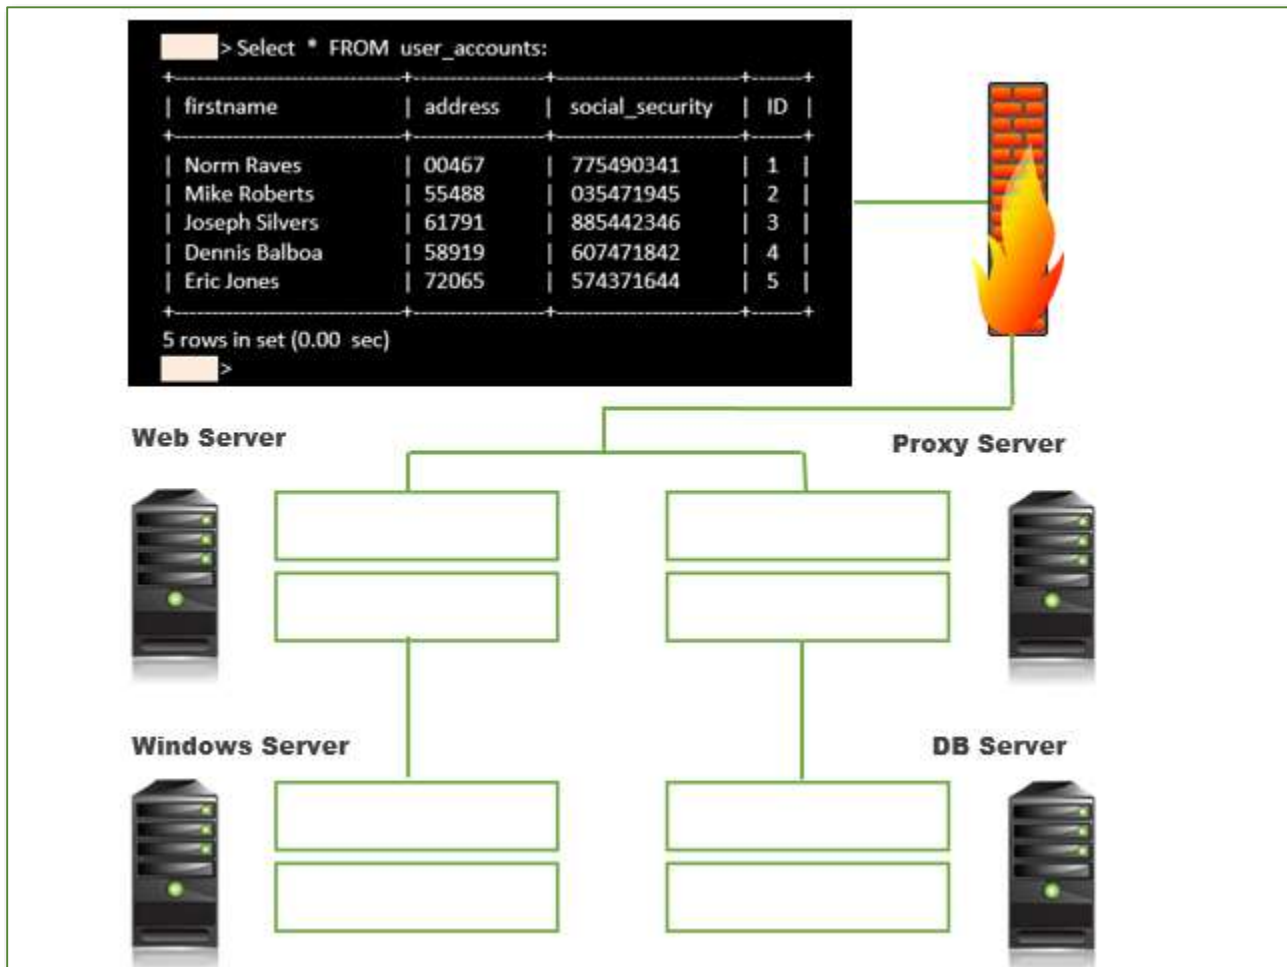 > Select * FROM user_accounts:
+---------------------------+---------------+---------------------+------+
| firstname | address | social_security | ID |
+---------------------------+---------------+---------------------+------+
| Norm Raves | 00467 | 775490341 | 1 |
| Mike Roberts | 55488 | 035471945 | 2 |
| Joseph Silvers | 61791 | 885442346 | 3 |
| Dennis Balboa | 58919 | 607471842 | 4 |
| Eric Jones | 72065 | 574371644 | 5 |
+---------------------------+---------------+---------------------+------+
5 rows in set (0.00 sec)
>
Web Server
Proxy Server
Windows Server
DB Server